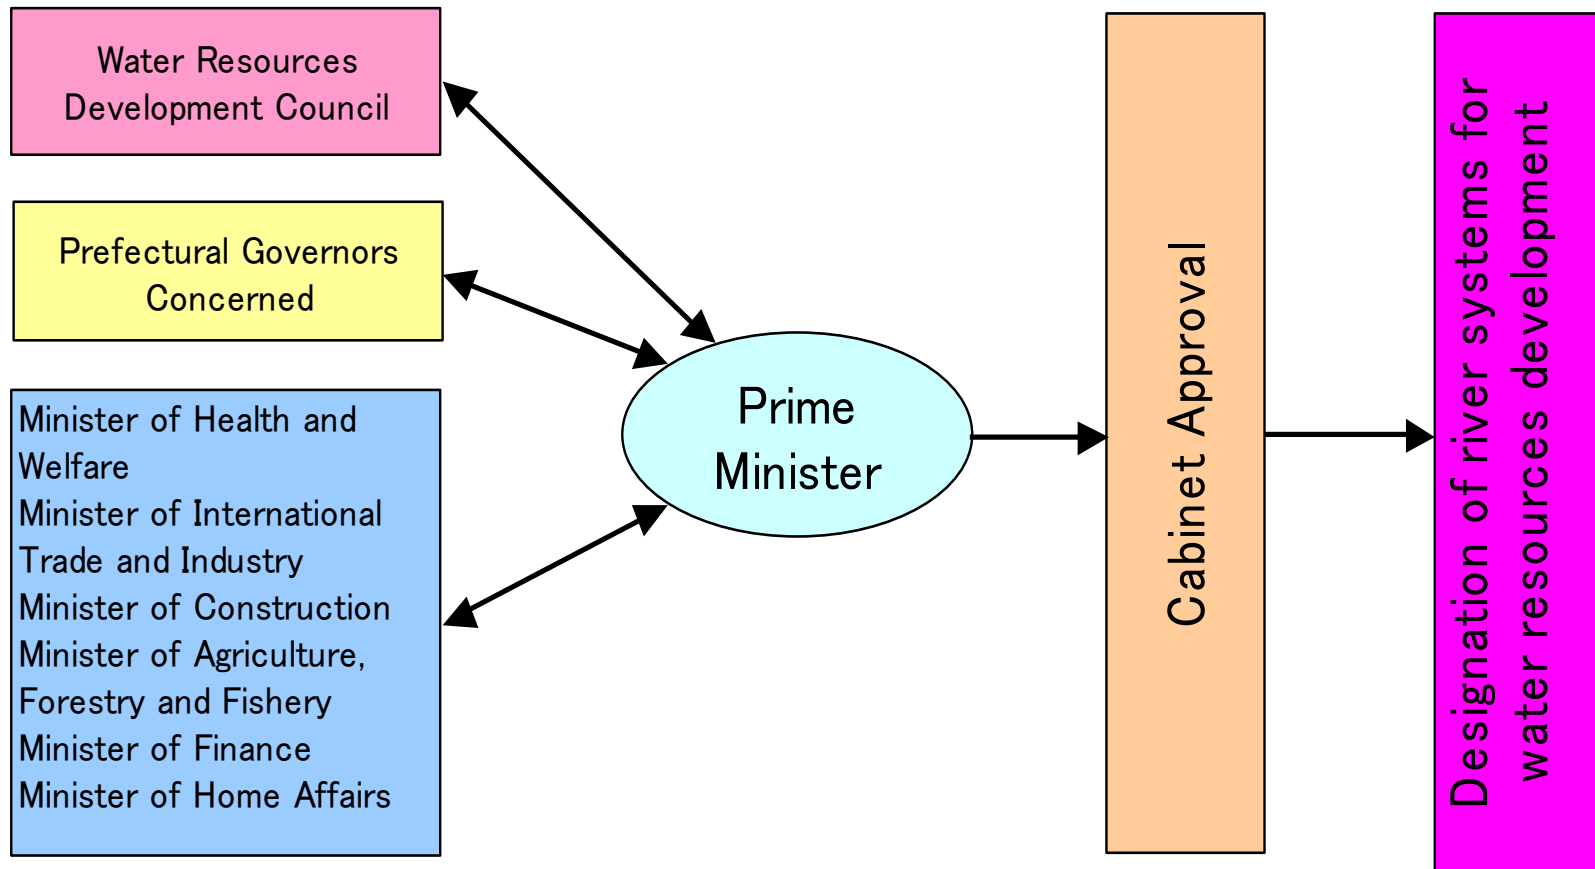 Water Resources
Development Council
Prefectural Governors
Concerned
Minister of Health and
Welfare
Minister of International
Trade and Industry
Minister of Construction
Minister of Agriculture,
Forestry and Fishery
Minister of Finance
Minister of Home Affairs
Prime
Minister
Cabinet Approval
Designation of river systems for
water resources development